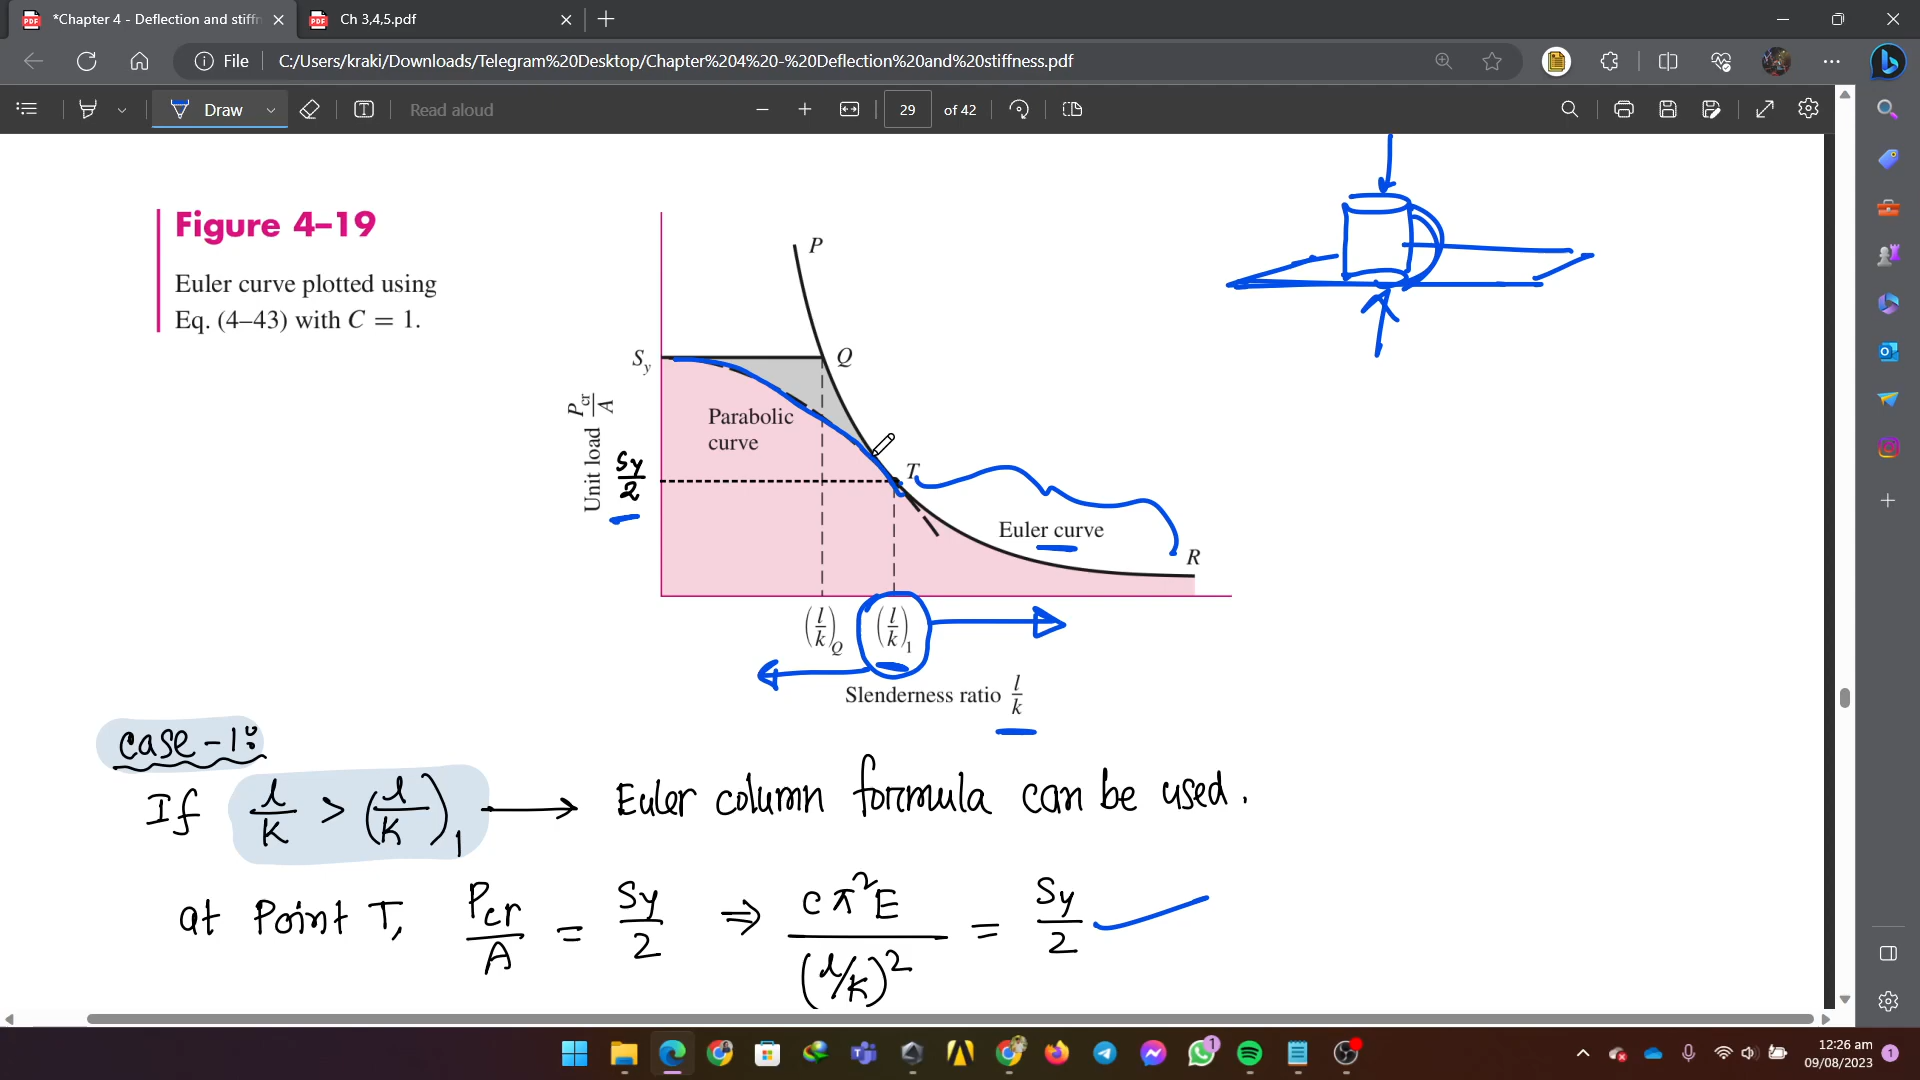 *Chapter 4 - Deflection and stiffn
Ch 3,4,5.pdf
File
C:/Users/kraki/Downloads/Telegram%20Desktop/Chapter%204%20-%20Deflection%20and%20stiffness.pdf
Draw
Read aloud
29 of 42
Figure 4–19
Euler curve plotted using
Eq. (4–43) with C = 1.
P
S_y
Q
Unit load P_cr/A
Parabolic
curve
Sy/2
T
Euler curve
R
(l/k)_Q
(l/k)_1
Slenderness ratio l/k
case-1:
If l/k > (l/k)_1 → Euler column formula can be used.
at Point T, Pcr/A = Sy/2 ⇒ Cπ²E/(l/k)² = Sy/2
12:26 am
09/08/2023
1
1